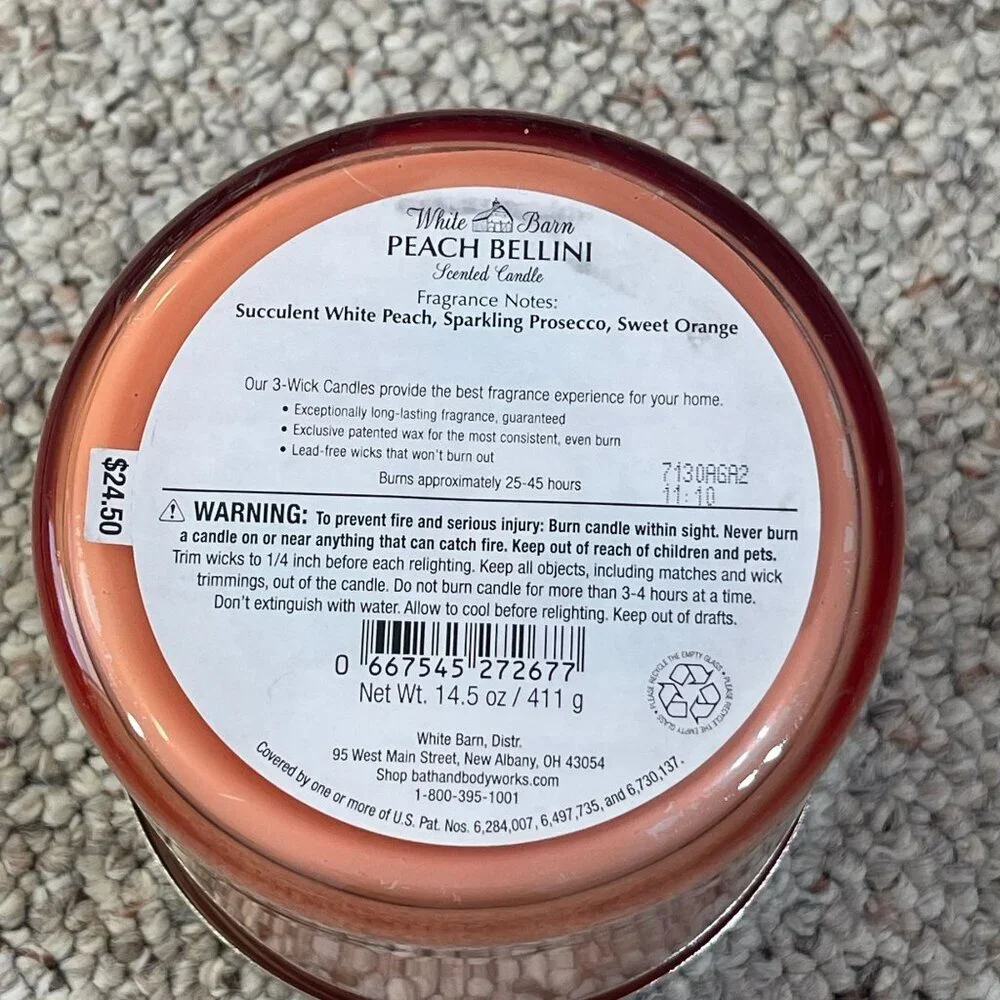 White Barn
PEACH BELLINI
Scented Candle
Fragrance Notes:
Succulent White Peach, Sparkling Prosecco, Sweet Orange
Our 3-Wick Candles provide the best fragrance experience for your home.
• Exceptionally long-lasting fragrance, guaranteed
• Exclusive patented wax for the most consistent, even burn
• Lead-free wicks that won't burn out
Burns approximately 25-45 hours
7130AGA2
11:10
$24.50
WARNING: To prevent fire and serious injury: Burn candle within sight. Never burn
a candle on or near anything that can catch fire. Keep out of reach of children and pets.
Trim wicks to 1/4 inch before each relighting. Keep all objects, including matches and wick
trimmings, out of the candle. Do not burn candle for more than 3-4 hours at a time.
Don't extinguish with water. Allow to cool before relighting. Keep out of drafts.
0 667545 272677
Net Wt. 14.5 oz / 411 g
PLEASE RECYCLE THE EMPTY GLASS • PLEASE RECYCLE THE EMPTY GLASS •
White Barn, Distr.
95 West Main Street, New Albany, OH 43054
Shop bathandbodyworks.com
1-800-395-1001
Covered by one or more of U.S. Pat. Nos. 6,284,007, 6,497,735, and 6,730,137.